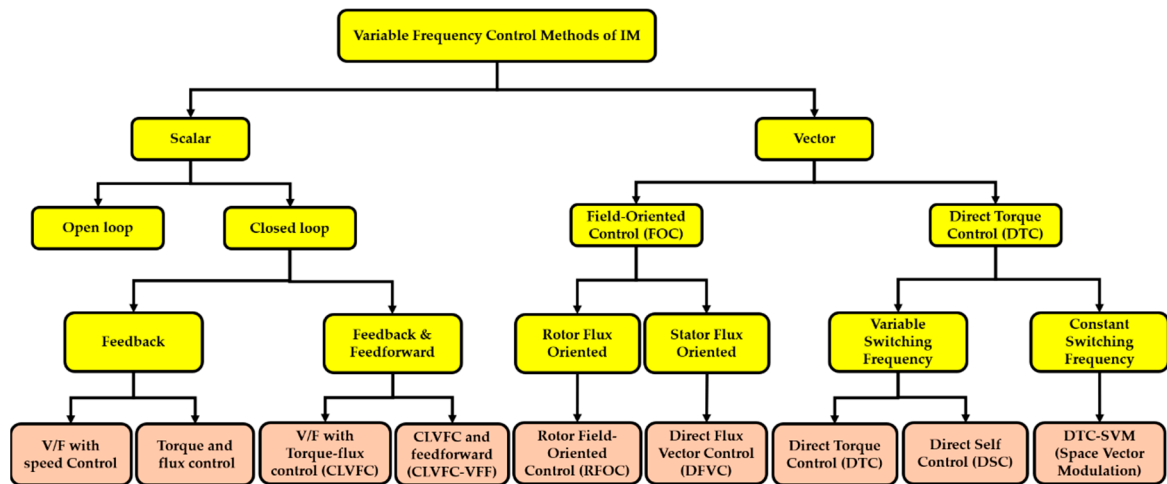 Variable Frequency Control Methods of IM
Scalar
Vector
Open loop
Closed loop
Field-Oriented
Control (FOC)
Direct Torque
Control (DTC)
Feedback
Feedback &
Feedforward
Rotor Flux
Oriented
Stator Flux
Oriented
Variable
Switching
Frequency
Constant
Switching
Frequency
V/F with
speed Control
Torque and
flux control
V/F with
Torque-flux
control (CLVFC)
CLVFC and
feedforward
(CLVFC-VFF)
Rotor Field-
Oriented
Control (RFOC)
Direct Flux
Vector Control
(DFVC)
Direct Torque
Control (DTC)
Direct Self
Control (DSC)
DTC-SVM
(Space Vector
Modulation)